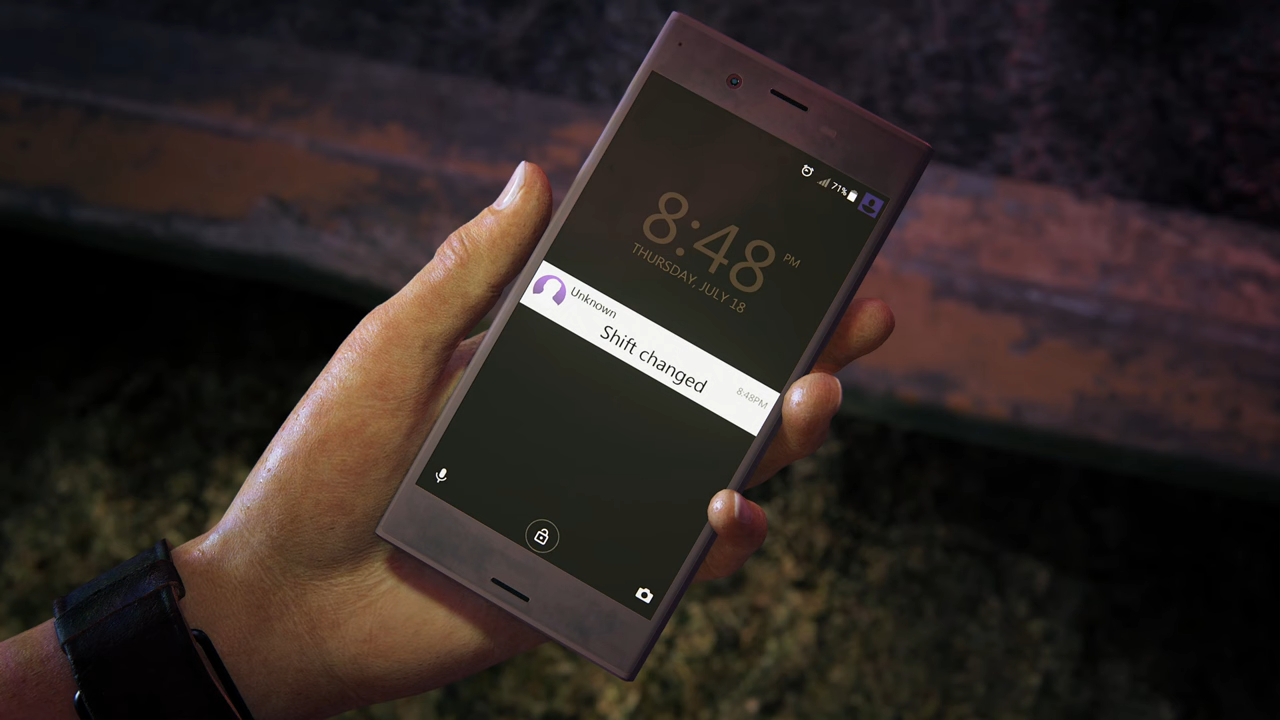 71%
8:48 PM
THURSDAY, JULY 18
Unknown
Shift changed
8:48PM